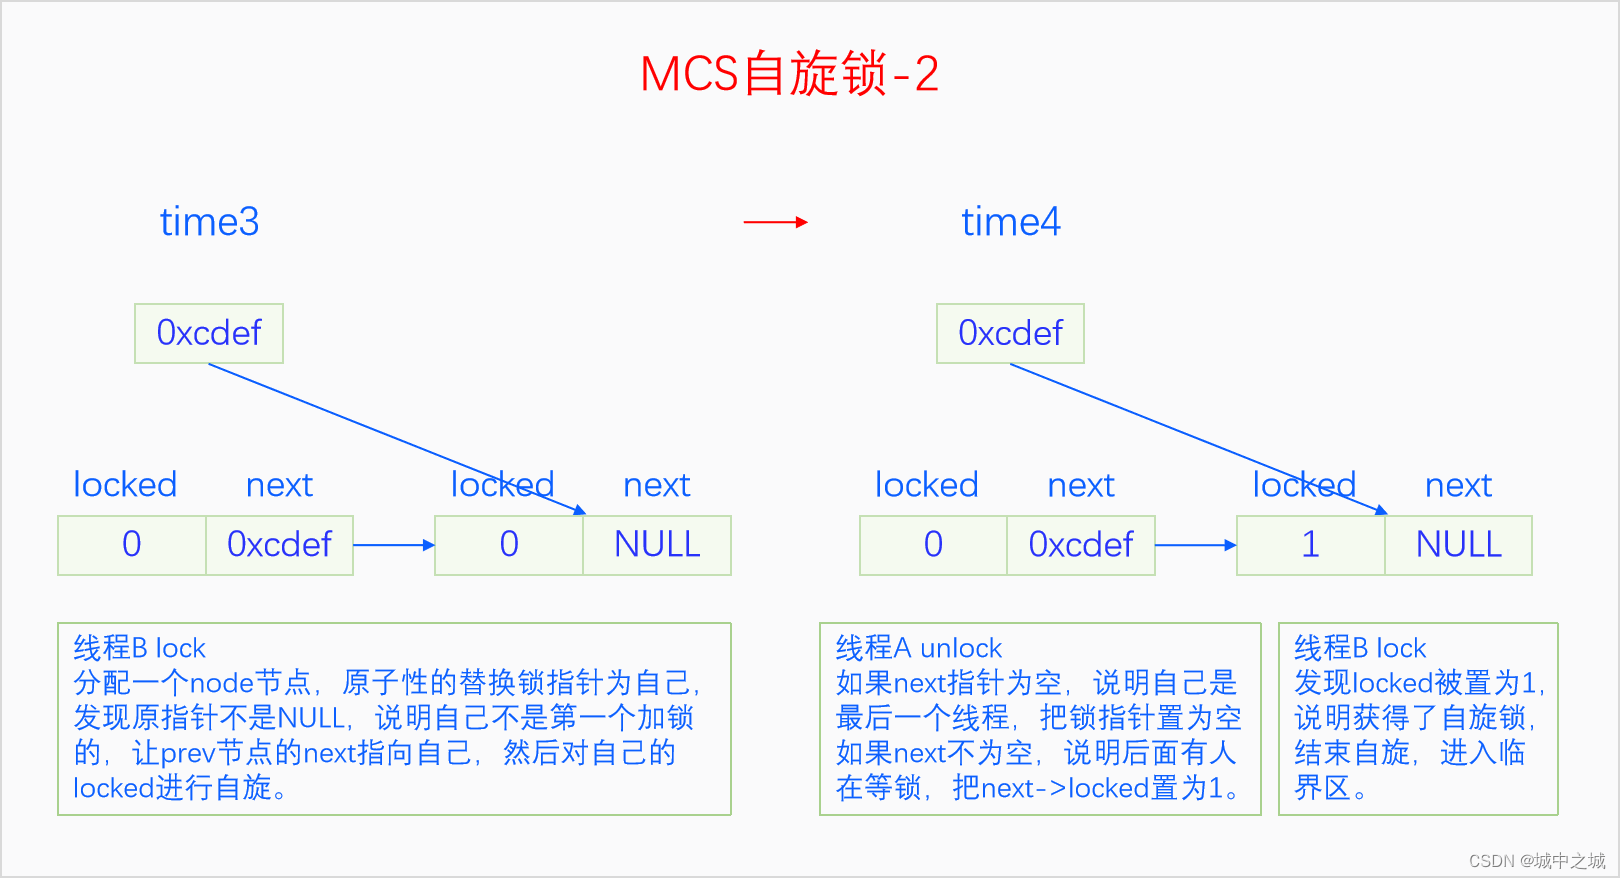 MCS自旋锁-2
time3
time4
0xcdef
0xcdef
locked next locked next
locked next locked next
0 0xcdef 0 NULL
0 0xcdef 1 NULL
线程B lock
分配一个node节点，原子性的替换锁指针为自己，
发现原指针不是NULL，说明自己不是第一个加锁
的，让prev节点的next指向自己，然后对自己的
locked进行自旋。
线程A unlock
如果next指针为空，说明自己是
最后一个线程，把锁指针置为空
如果next不为空，说明后面有人
在等锁，把next->locked置为1。
线程B lock
发现locked被置为1，
说明获得了自旋锁，
结束自旋，进入临
界区。
CSDN @城中之城